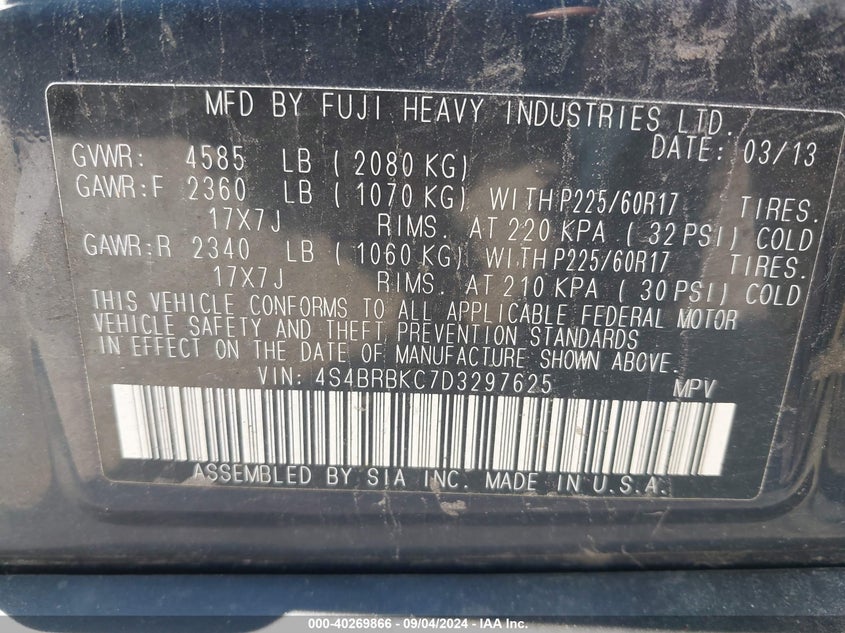 MFD BY FUJI HEAVY INDUSTRIES LTD.
DATE: 03/13
GVWR: 4585 LB (2080 KG)
GAWR:F 2360 LB (1070 KG) WITH P225/60R17 TIRES.
17X7J RIMS. AT 220 KPA (32 PSI) COLD
GAWR:R 2340 LB (1060 KG) WITH P225/60R17 TIRES.
17X7J RIMS. AT 210 KPA (30 PSI) COLD
THIS VEHICLE CONFORMS TO ALL APPLICABLE FEDERAL MOTOR
VEHICLE SAFETY AND THEFT PREVENTION STANDARDS
IN EFFECT ON THE DATE OF MANUFACTURE SHOWN ABOVE.
VIN: 4S4BRBKC7D3297625 MPV
ASSEMBLED BY SIA INC. MADE IN U.S.A.
000-40269866 - 09/04/2024 - IAA Inc.